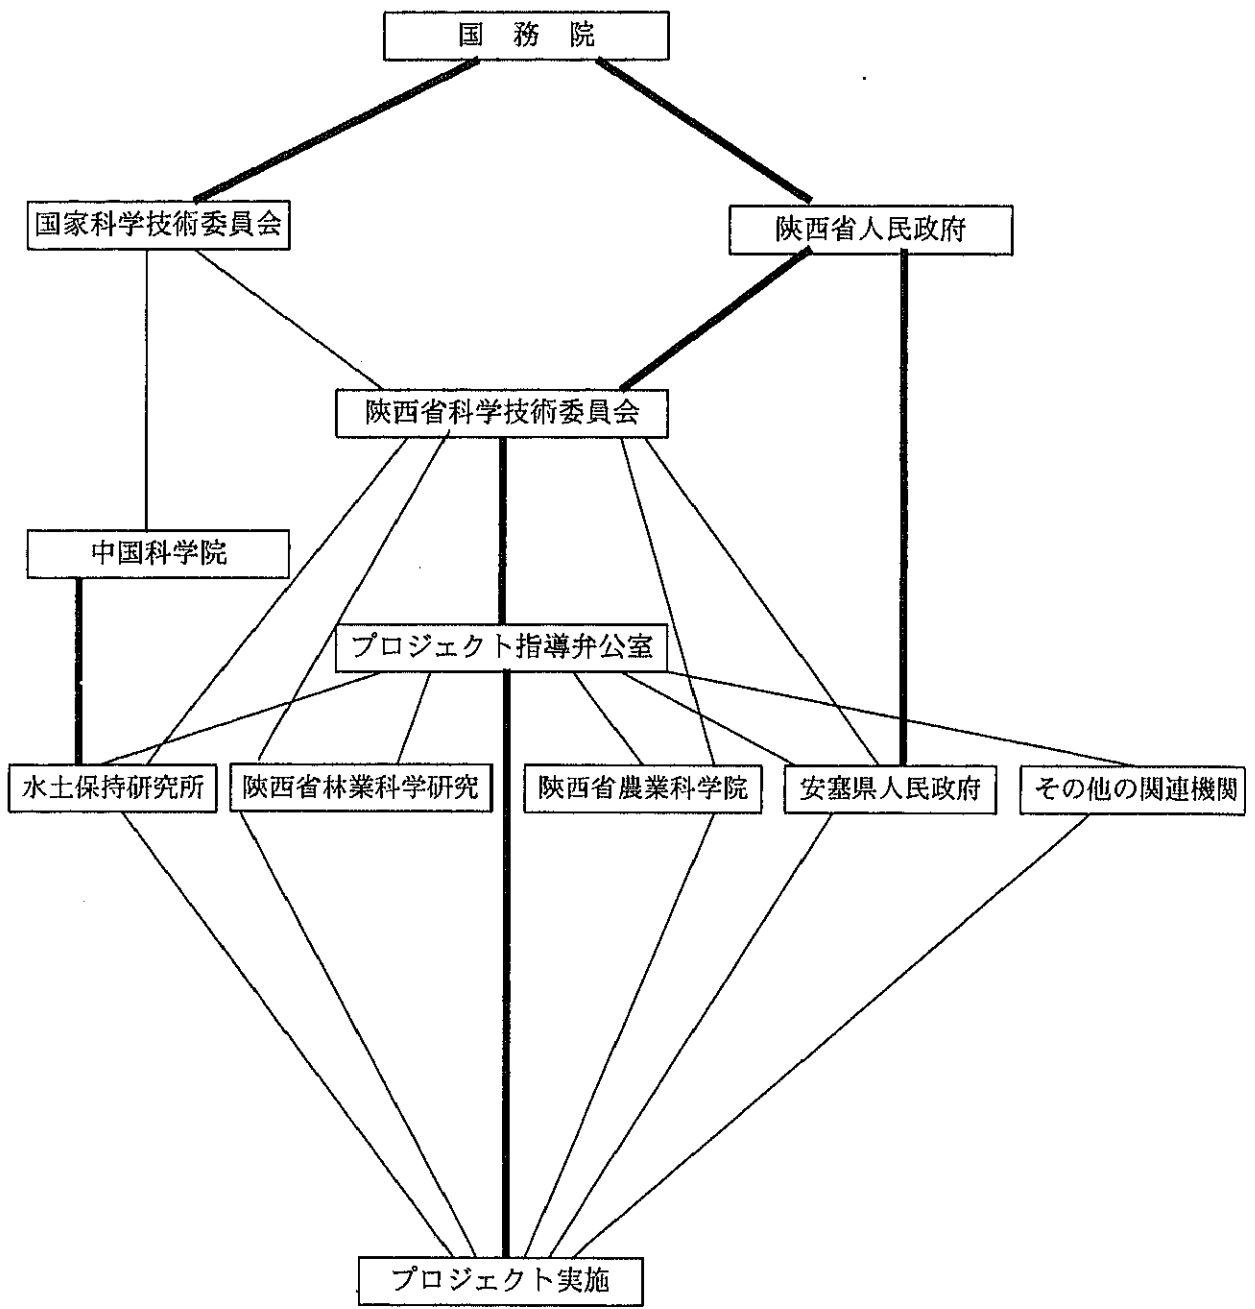 国務院
国家科学技術委員会
陜西省人民政府
陜西省科学技術委員会
中国科学院
プロジェクト指導弁公室
水土保持研究所
陜西省林業科学研究
陜西省農業科学院
安塞県人民政府
その他の関連機関
プロジェクト実施